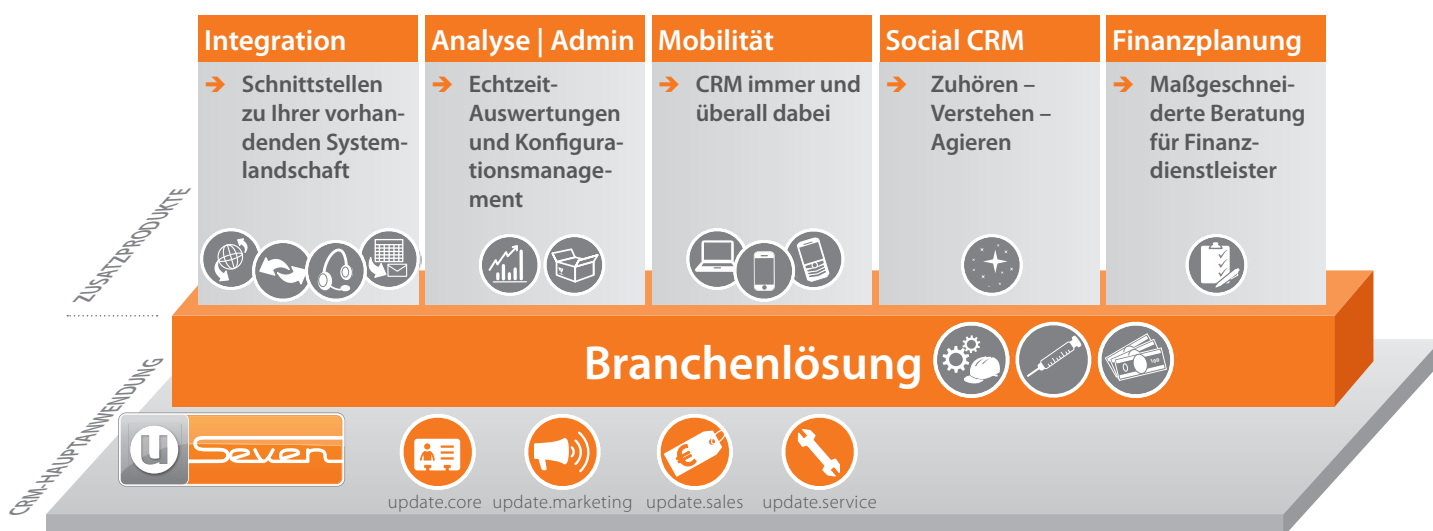 Integration
Schnittstellen
zu Ihrer vorhan-
denden System-
landschaft
Analyse | Admin
Echtzeit-
Auswertungen
und Konfigura-
tionsmanage-
ment
Mobilität
CRM immer und
überall dabei
Social CRM
Zuhören –
Verstehen –
Agieren
Finanzplanung
Maßgeschnei-
derte Beratung
für Finanz-
dienstleister
ZUSATZPRODUKTE
Branchenlösung
CRM-HAUPTANWENDUNG
u Seven
update.core
update.marketing
update.sales
update.service